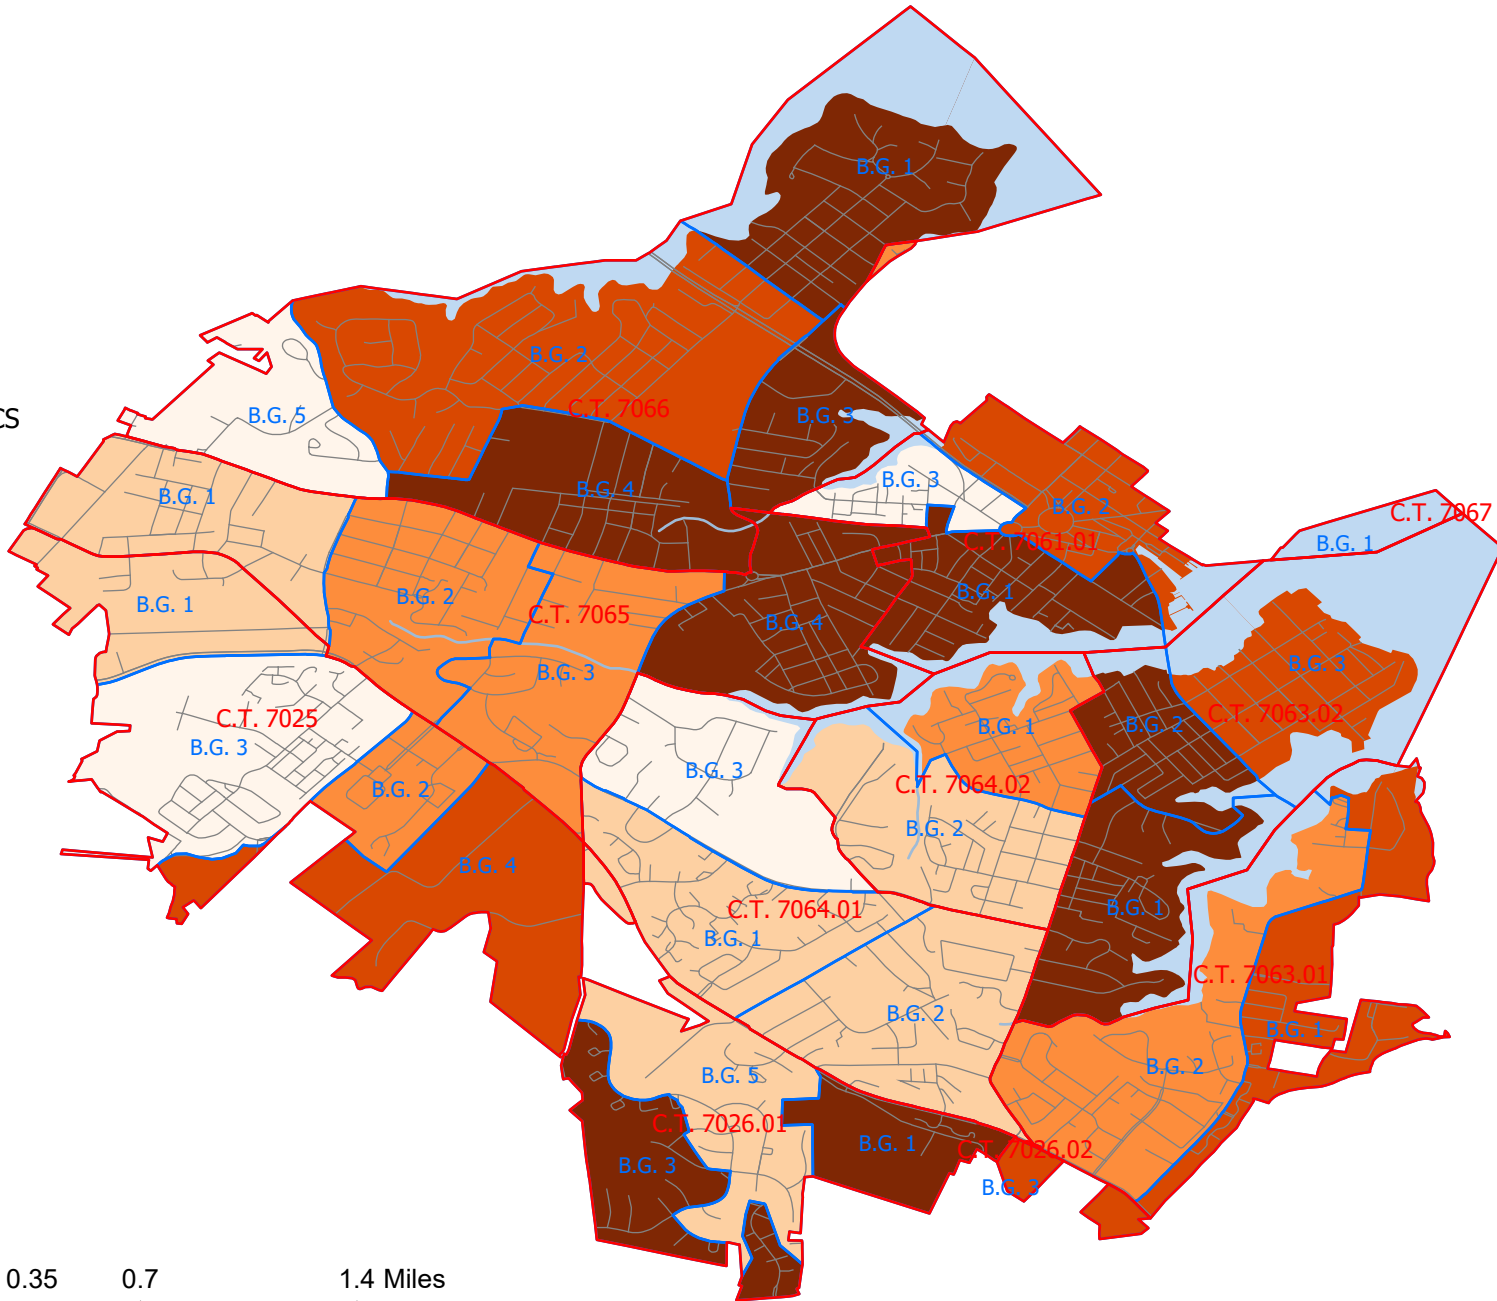 B.G. 1
B.G. 2
C.T. 7066
B.G. 5
B.G. 3
CS
B.G. 3
B.G. 4
B.G. 1
B.G. 2
C.T. 7067
B.G. 1
C.T. 7061.01
B.G. 1
B.G. 2
B.G. 1
C.T. 7065
B.G. 4
B.G. 3
B.G. 3
C.T. 7025
B.G. 3
C.T. 7063.02
B.G. 2
B.G. 1
B.G. 3
C.T. 7064.02
B.G. 2
B.G. 2
B.G. 4
C.T. 7064.01
B.G. 1
B.G. 1
C.T. 7063.01
B.G. 2
B.G. 1
B.G. 2
B.G. 5
C.T. 7026.01
B.G. 1
C.T. 7026.02
B.G. 3
B.G. 3
0.35 0.7 1.4 Miles